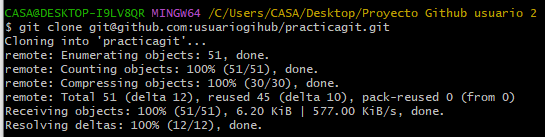 CASA@DESKTOP-I9LV8QR MINGW64 /C/Users/CASA/Desktop/Proyecto Github usuario 2
$ git clone git@github.com:usuariogihub/practicagit.git
Cloning into 'practicagit'...
remote: Enumerating objects: 51, done.
remote: Counting objects: 100% (51/51), done.
remote: Compressing objects: 100% (30/30), done.
remote: Total 51 (delta 12), reused 45 (delta 10), pack-reused 0 (from 0)
Receiving objects: 100% (51/51), 6.20 KiB | 577.00 KiB/s, done.
Resolving deltas: 100% (12/12), done.